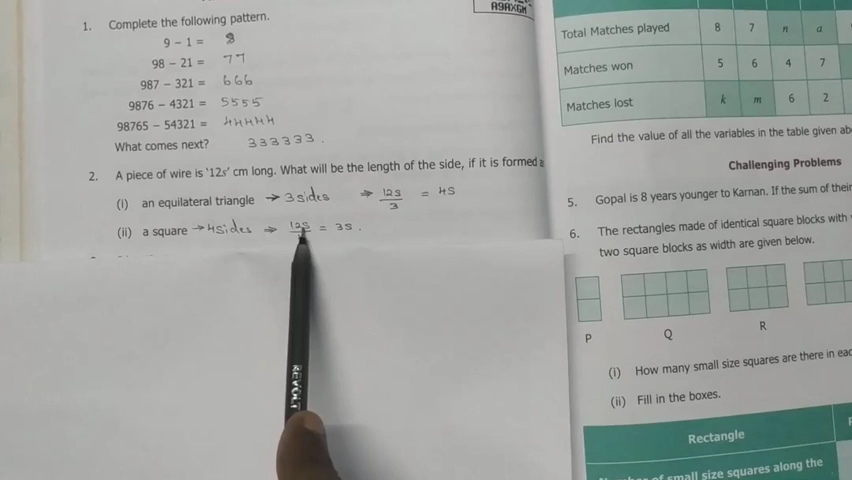 A9AXGM
1. Complete the following pattern.
9 – 1 = 8
98 – 21 = 77
987 – 321 = 666
9876 – 4321 = 5555
98765 – 54321 = 44444
What comes next? 333333.
2. A piece of wire is '12s' cm long. What will be the length of the side, if it is formed a
(i) an equilateral triangle → 3 sides ⇒ 12s/3 = 4s
(ii) a square → 4 sides ⇒ 12s = 3s.
Total Matches played 8 7 n a
Matches won 5 6 4 7
Matches lost k m 6 2
Find the value of all the variables in the table given ab
Challenging Problems
5. Gopal is 8 years younger to Karnan. If the sum of their
6. The rectangles made of identical square blocks with
two square blocks as width are given below.
P Q R
(i) How many small size squares are there in eac
(ii) Fill in the boxes.
Rectangle
of small size squares along the